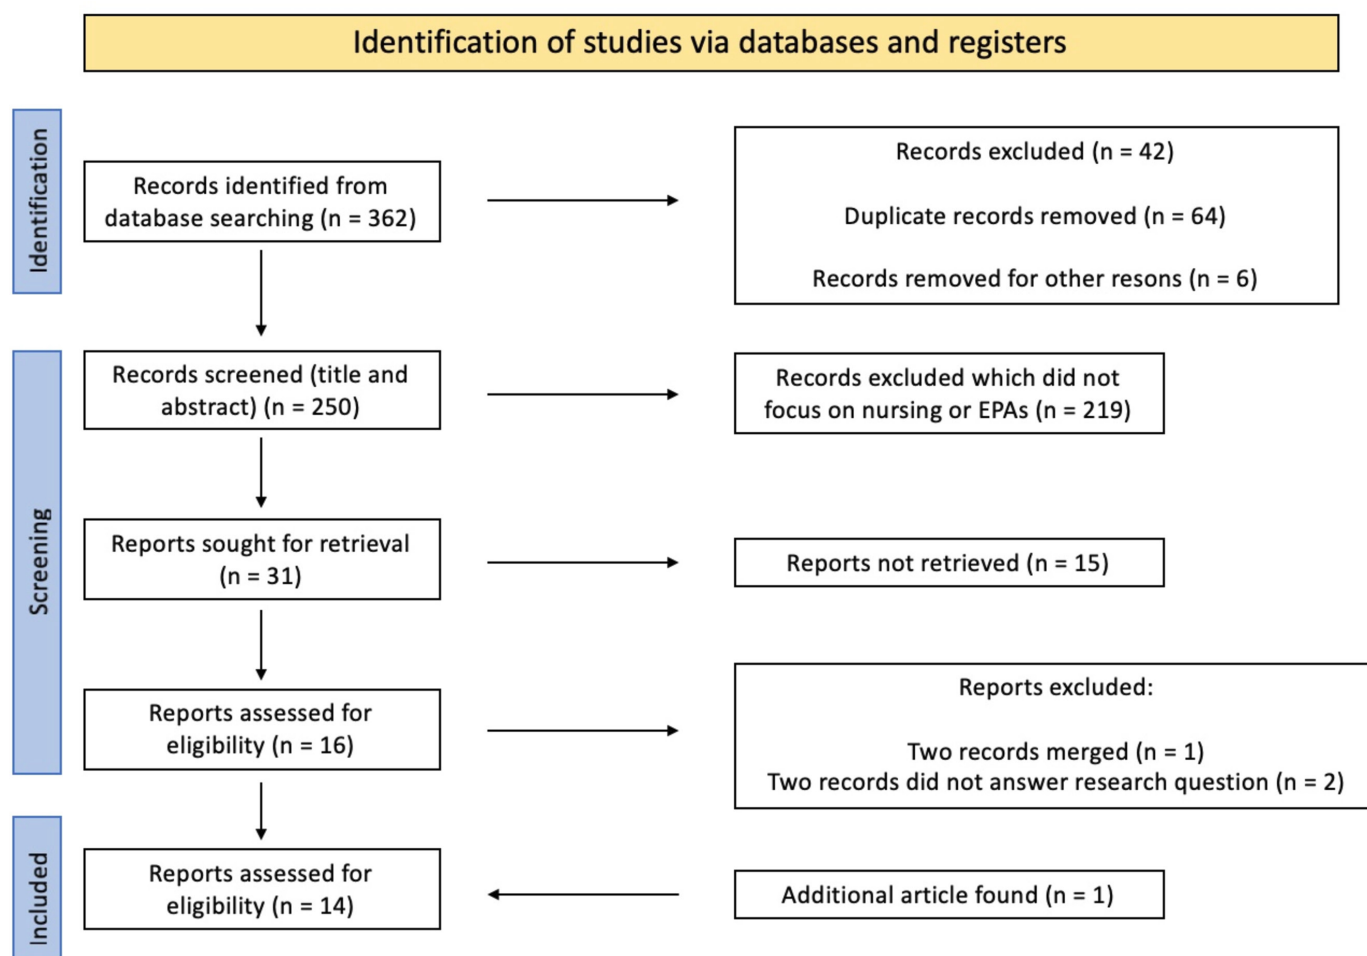 Identification of studies via databases and registers
Identification
Records identified from
database searching (n = 362)
Records excluded (n = 42)
Duplicate records removed (n = 64)
Records removed for other resons (n = 6)
Screening
Records screened (title and
abstract) (n = 250)
Records excluded which did not
focus on nursing or EPAs (n = 219)
Reports sought for retrieval
(n = 31)
Reports not retrieved (n = 15)
Reports assessed for
eligibility (n = 16)
Reports excluded:
Two records merged (n = 1)
Two records did not answer research question (n = 2)
Included
Reports assessed for
eligibility (n = 14)
Additional article found (n = 1)